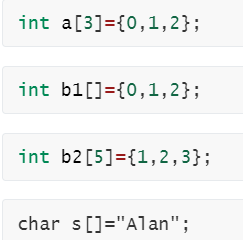 int a[3]={0,1,2};
int b1[]={0,1,2};
int b2[5]={1,2,3};
char s[]="Alan";